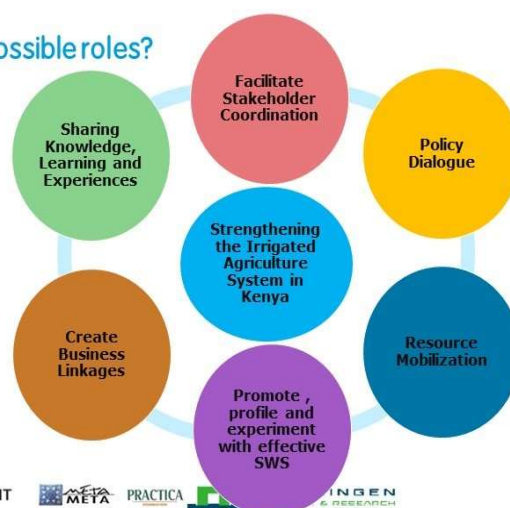 ossible roles?
Facilitate
Stakeholder
Coordination
Policy
Dialogue
Resource
Mobilization
Promote ,
profile and
experiment
with effective
SWS
Create
Business
Linkages
Sharing
Knowledge,
Learning and
Experiences
Strengthening
the Irrigated
Agriculture
System in
Kenya
IT
META
META
PRACTICA
INGEN
& RESEARCH